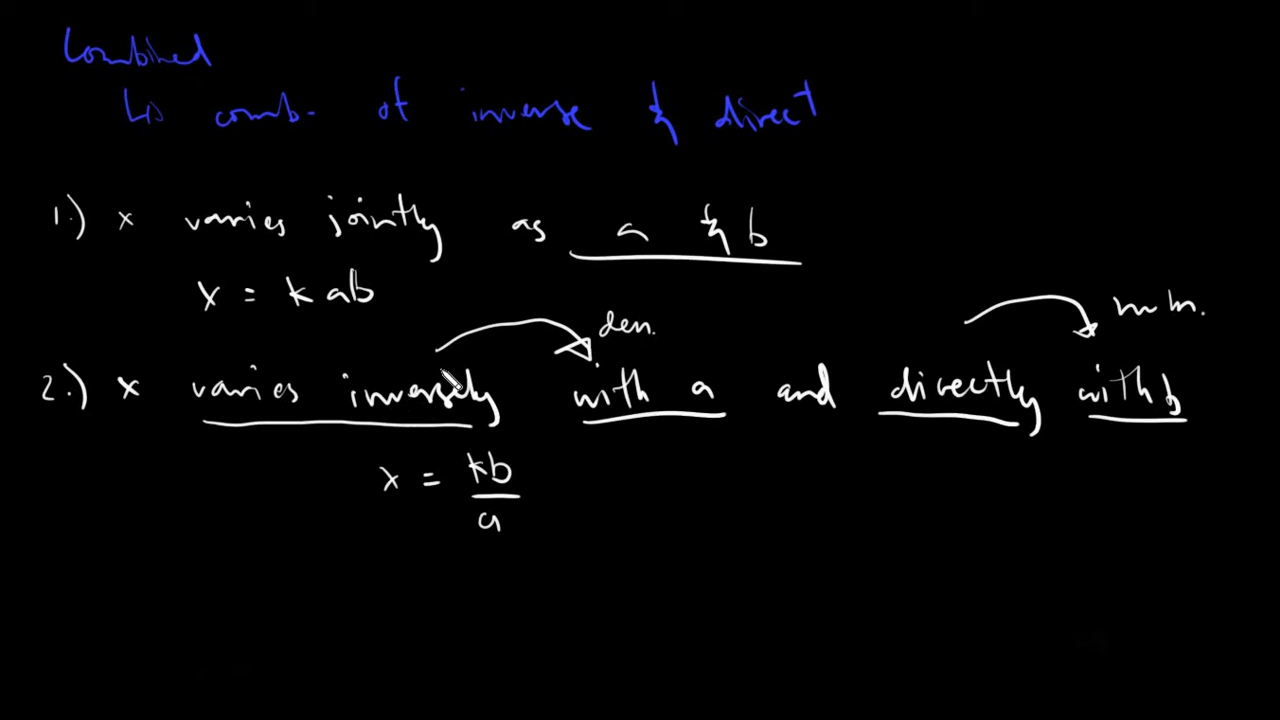 Combined
↳ comb. of inverse & direct
1.) x varies jointly as a & b
x = k ab
den. num.
2.) x varies inversely with a and directly with b
x = kb/a